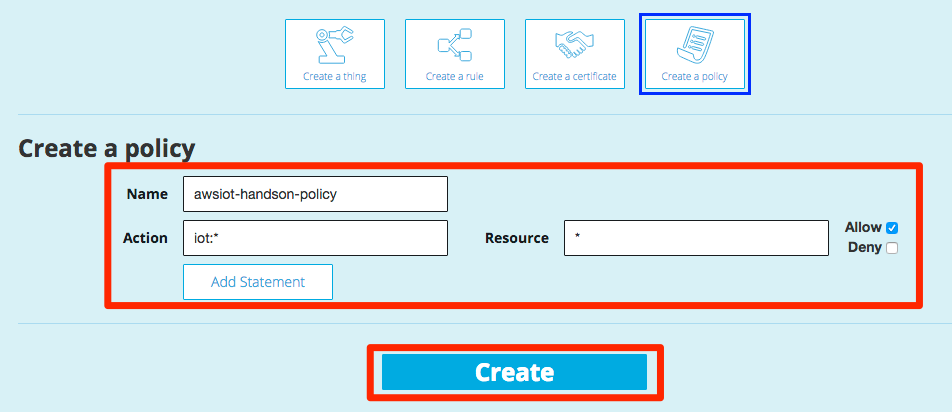 Create a thing
Create a rule
Create a certificate
Create a policy
Create a policy
Name awsiot-handson-policy
Action iot:* Resource * Allow
Deny
Add Statement
Create